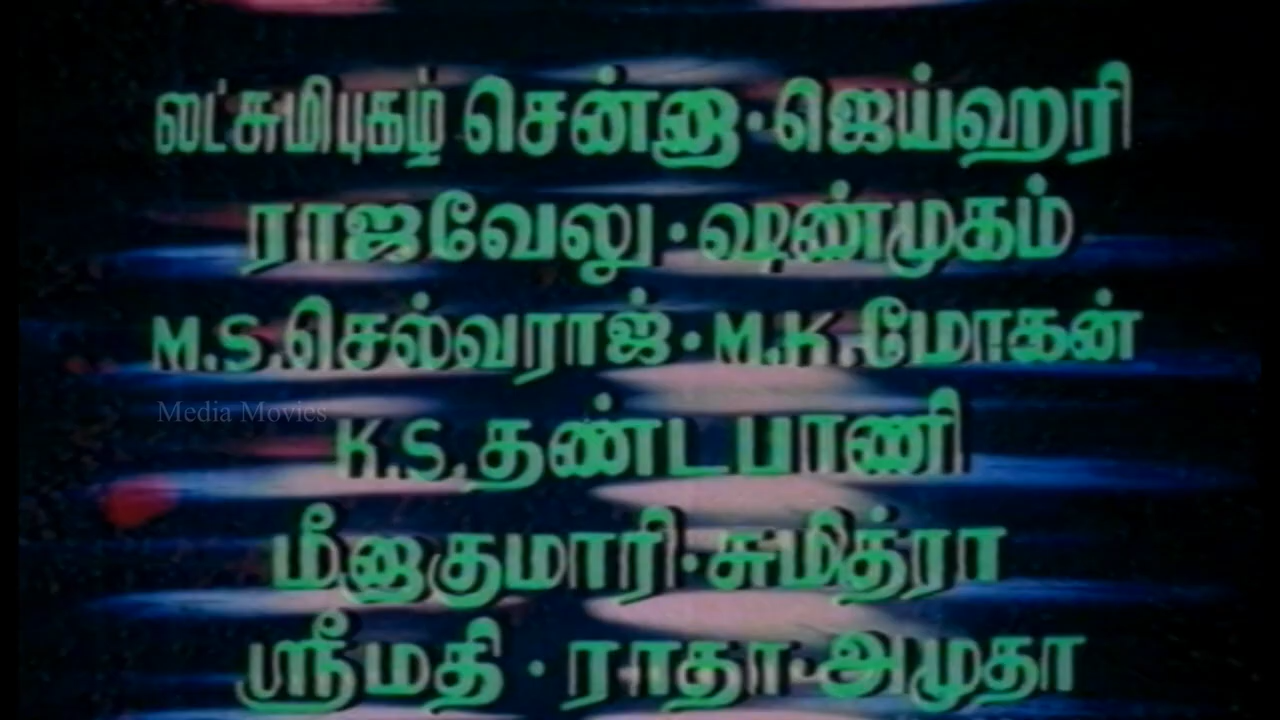 லட்சுமிபுகழ் சென்னா·ஜெய்ஹரி
ராஜவேலு·ஷண்முகம்
M.S.செல்வராஜ்·M.K.மோகன்
Media Movies
K.S.தண்டபாணி
மீனாகுமாரி·சுமித்ரா
ஸ்ரீமதி·ராதா·அமுதா